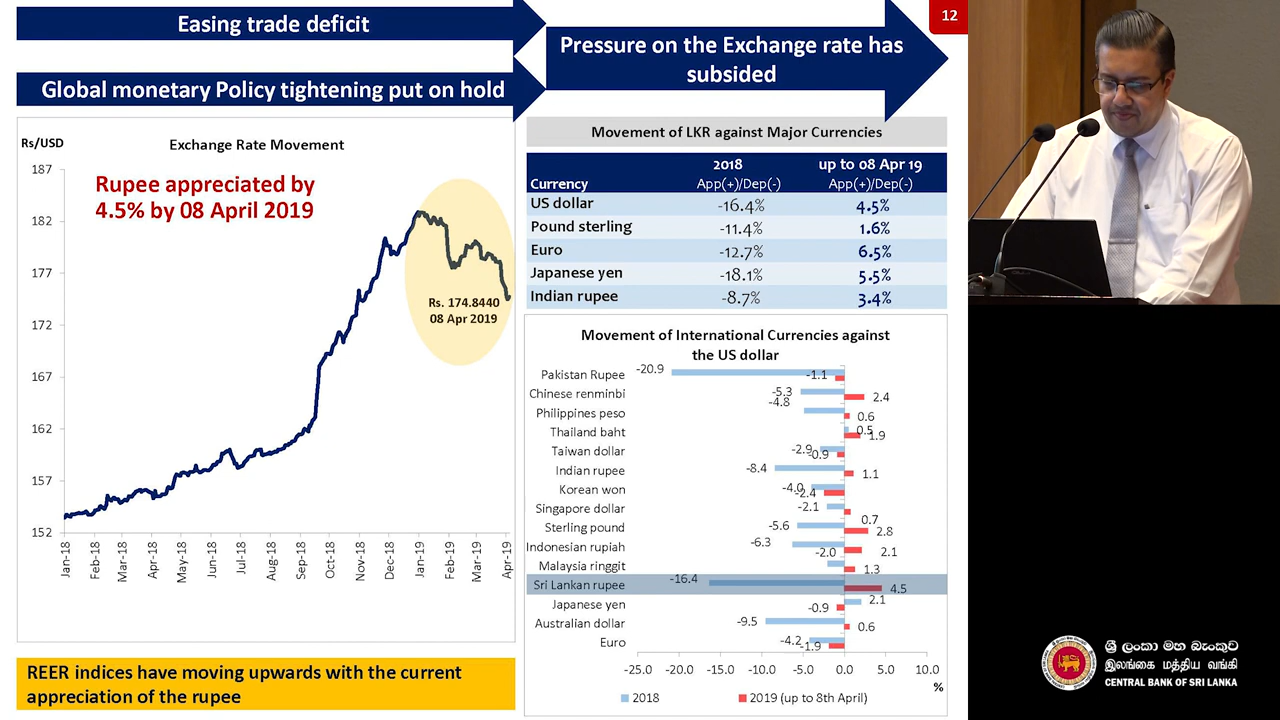 Easing trade deficit
Global monetary Policy tightening put on hold
Pressure on the Exchange rate has
subsided
12
Rs/USD
Exchange Rate Movement
Rupee appreciated by
4.5% by 08 April 2019
187
182
177
172
167
162
157
152
Rs. 174.8440
08 Apr 2019
Jan-18
Feb-18
Mar-18
Apr-18
May-18
Jun-18
Jul-18
Aug-18
Sep-18
Oct-18
Nov-18
Dec-18
Jan-19
Feb-19
Mar-19
Apr-19
REER indices have moving upwards with the current
appreciation of the rupee
Movement of LKR against Major Currencies
2018 up to 08 Apr 19
Currency App(+)/Dep(-) App(+)/Dep(-)
US dollar -16.4% 4.5%
Pound sterling -11.4% 1.6%
Euro -12.7% 6.5%
Japanese yen -18.1% 5.5%
Indian rupee -8.7% 3.4%
Movement of International Currencies against
the US dollar
Pakistan Rupee -20.9 -1.1
Chinese renminbi -5.3 2.4
Philippines peso -4.8 0.6
Thailand baht 0.5 1.9
Taiwan dollar -2.9 -0.9
Indian rupee -8.4 1.1
Korean won -4.0 -2.4
Singapore dollar -2.1 0.7
Sterling pound -5.6 2.8
Indonesian rupiah -6.3 2.1
Malaysia ringgit -2.0 1.3
Sri Lankan rupee -16.4 4.5
Japanese yen 2.1 -0.9
Australian dollar -9.5 0.6
Euro -4.2 -1.9
-25.0 -20.0 -15.0 -10.0 -5.0 0.0 5.0 10.0
%
2018 2019 (up to 8th April)
ශ්‍රී ලංකා මහ බැංකුව
இலங்கை மத்திய வங்கி
CENTRAL BANK OF SRI LANKA